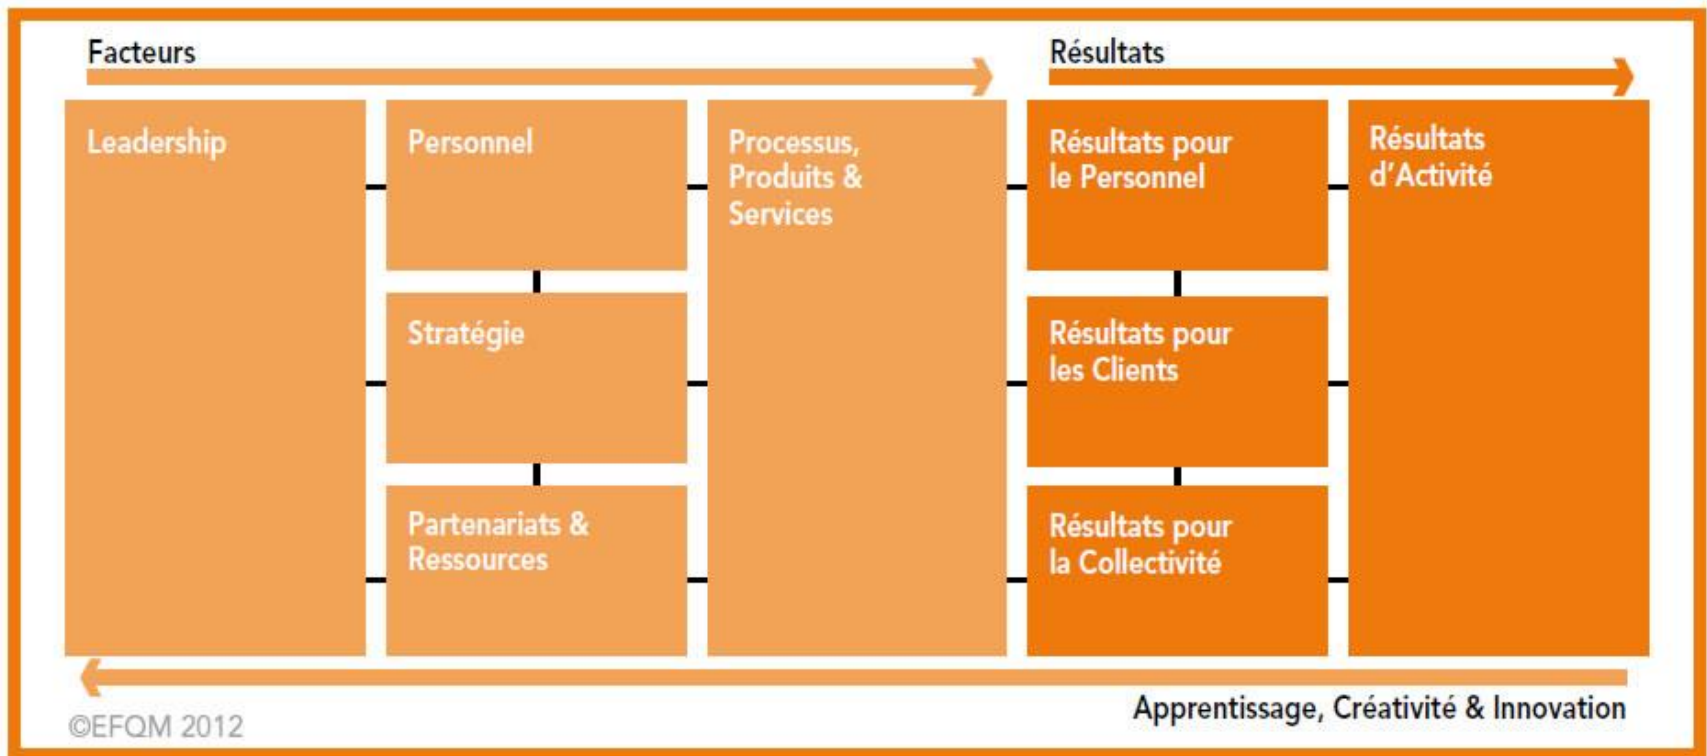 Facteurs
Résultats
Leadership
Personnel
Processus,
Produits &
Services
Résultats pour
le Personnel
Résultats
d'Activité
Stratégie
Résultats pour
les Clients
Partenariats &
Ressources
Résultats pour
la Collectivité
Apprentissage, Créativité & Innovation
©EFQM 2012